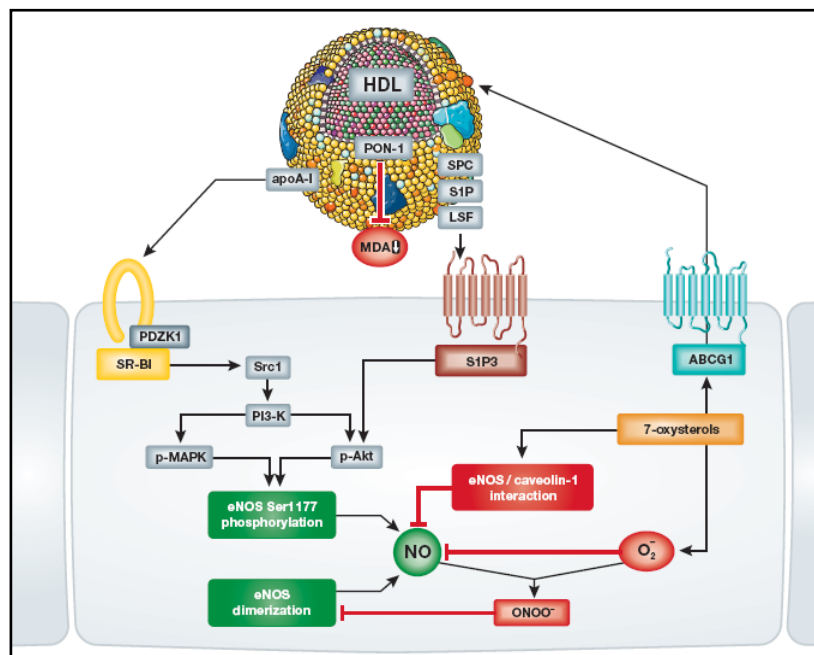 HDL
PON-1
apoA-I
SPC
S1P
LSF
MDA
PDZK1
SR-BI
Src1
S1P3
ABCG1
PI3-K
7-oxysterols
p-MAPK
p-Akt
eNOS / caveolin-1
interaction
eNOS Ser1177
phosphorylation
NO
O₂⁻
eNOS
dimerization
ONOO⁻